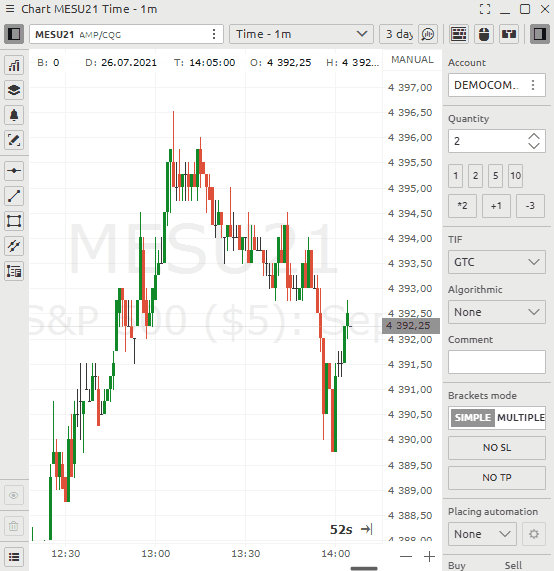 Chart MESU21 Time - 1m
MESU21 AMP/CQG
Time - 1m
3 day
B: 0 D: 26.07.2021 T: 14:05:00 O: 4 392,25 H: 4 392...
MANUAL
4 397,00
4 396,50
4 396,00
4 395,50
4 395,00
4 394,50
4 394,00
4 393,50
4 393,00
4 392,50
4 392,25
4 391,50
4 391,00
4 390,50
4 390,00
4 389,50
4 389,00
4 388,50
4 388,00
MESU21
S&P 500 ($5): Sep
52s
12:30 13:00 13:30 14:00
Account
DEMOCOM...
Quantity
2
1 2 5 10
*2 +1 -3
TIF
GTC
Algorithmic
None
Comment
Brackets mode
SIMPLE MULTIPLE
NO SL
NO TP
Placing automation
None
Buy Sell